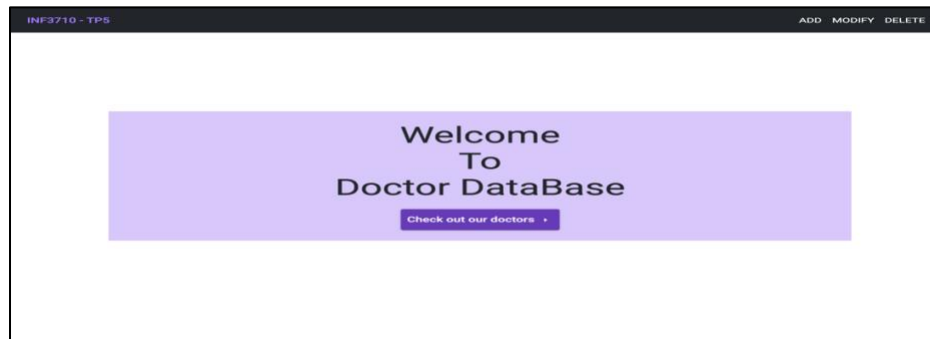 INF3710 - TP5
ADD MODIFY DELETE
Welcome
To
Doctor DataBase
Check out our doctors